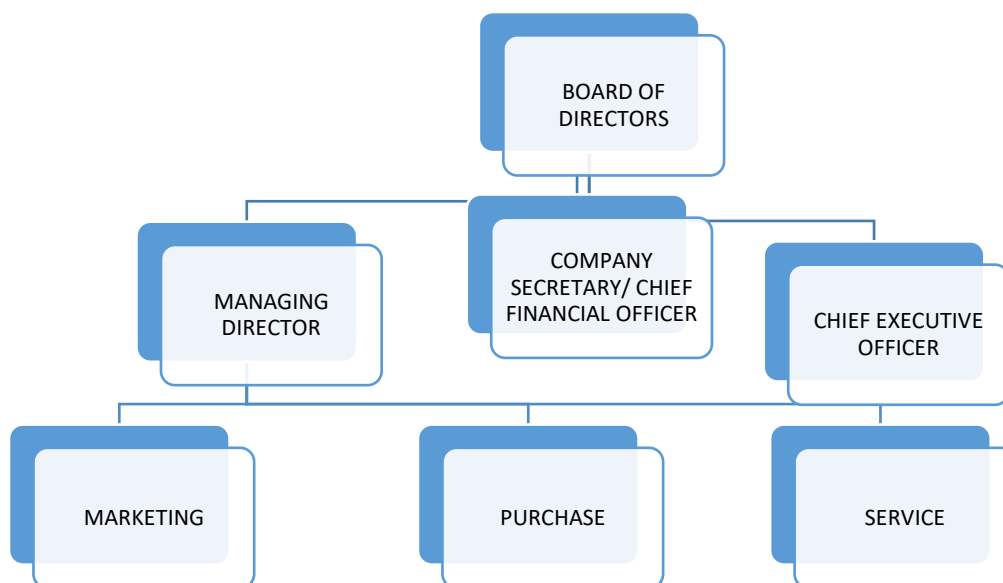 BOARD OF
DIRECTORS
COMPANY
SECRETARY/ CHIEF
FINANCIAL OFFICER
MANAGING
DIRECTOR
CHIEF EXECUTIVE
OFFICER
MARKETING
PURCHASE
SERVICE